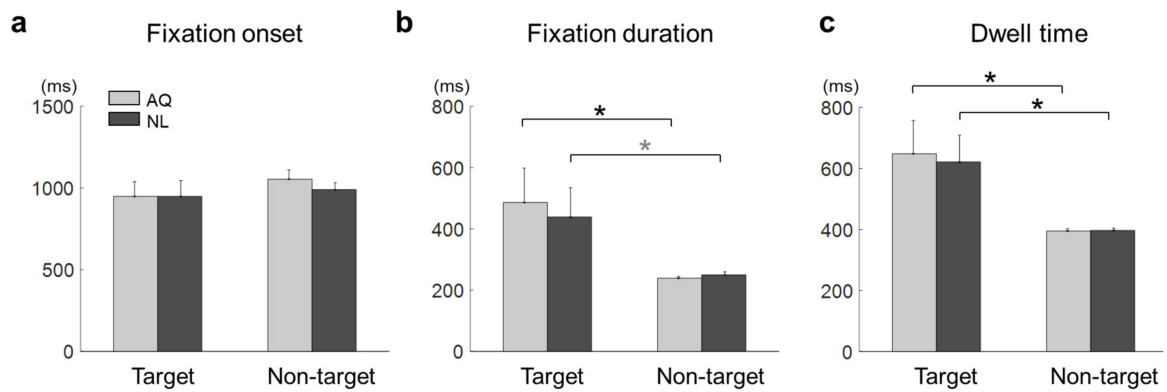 a Fixation onset
(ms)
1500
1000
500
0
AQ
NL
Target Non-target
b Fixation duration
(ms)
800
600
400
200
0
*
*
Target Non-target
c Dwell time
(ms)
800
600
400
200
0
*
*
Target Non-target